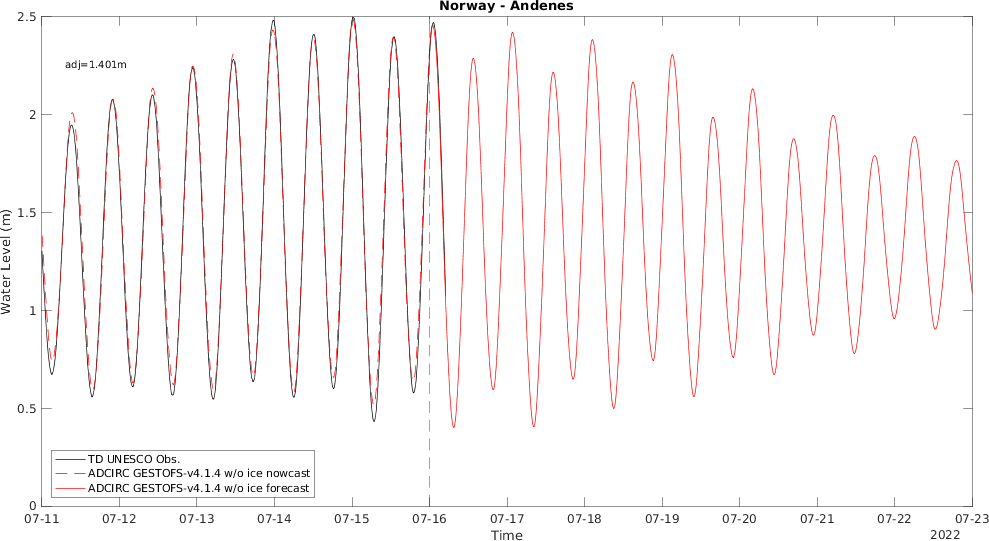 Norway - Andenes
2.5
adj=1.401m
2
1.5
Water Level (m)
1
0.5
TD UNESCO Obs.
ADCIRC GESTOFS-v4.1.4 w/o ice nowcast
ADCIRC GESTOFS-v4.1.4 w/o ice forecast
0
07-11 07-12 07-13 07-14 07-15 07-16 07-17 07-18 07-19 07-20 07-21 07-22 07-23
Time
2022